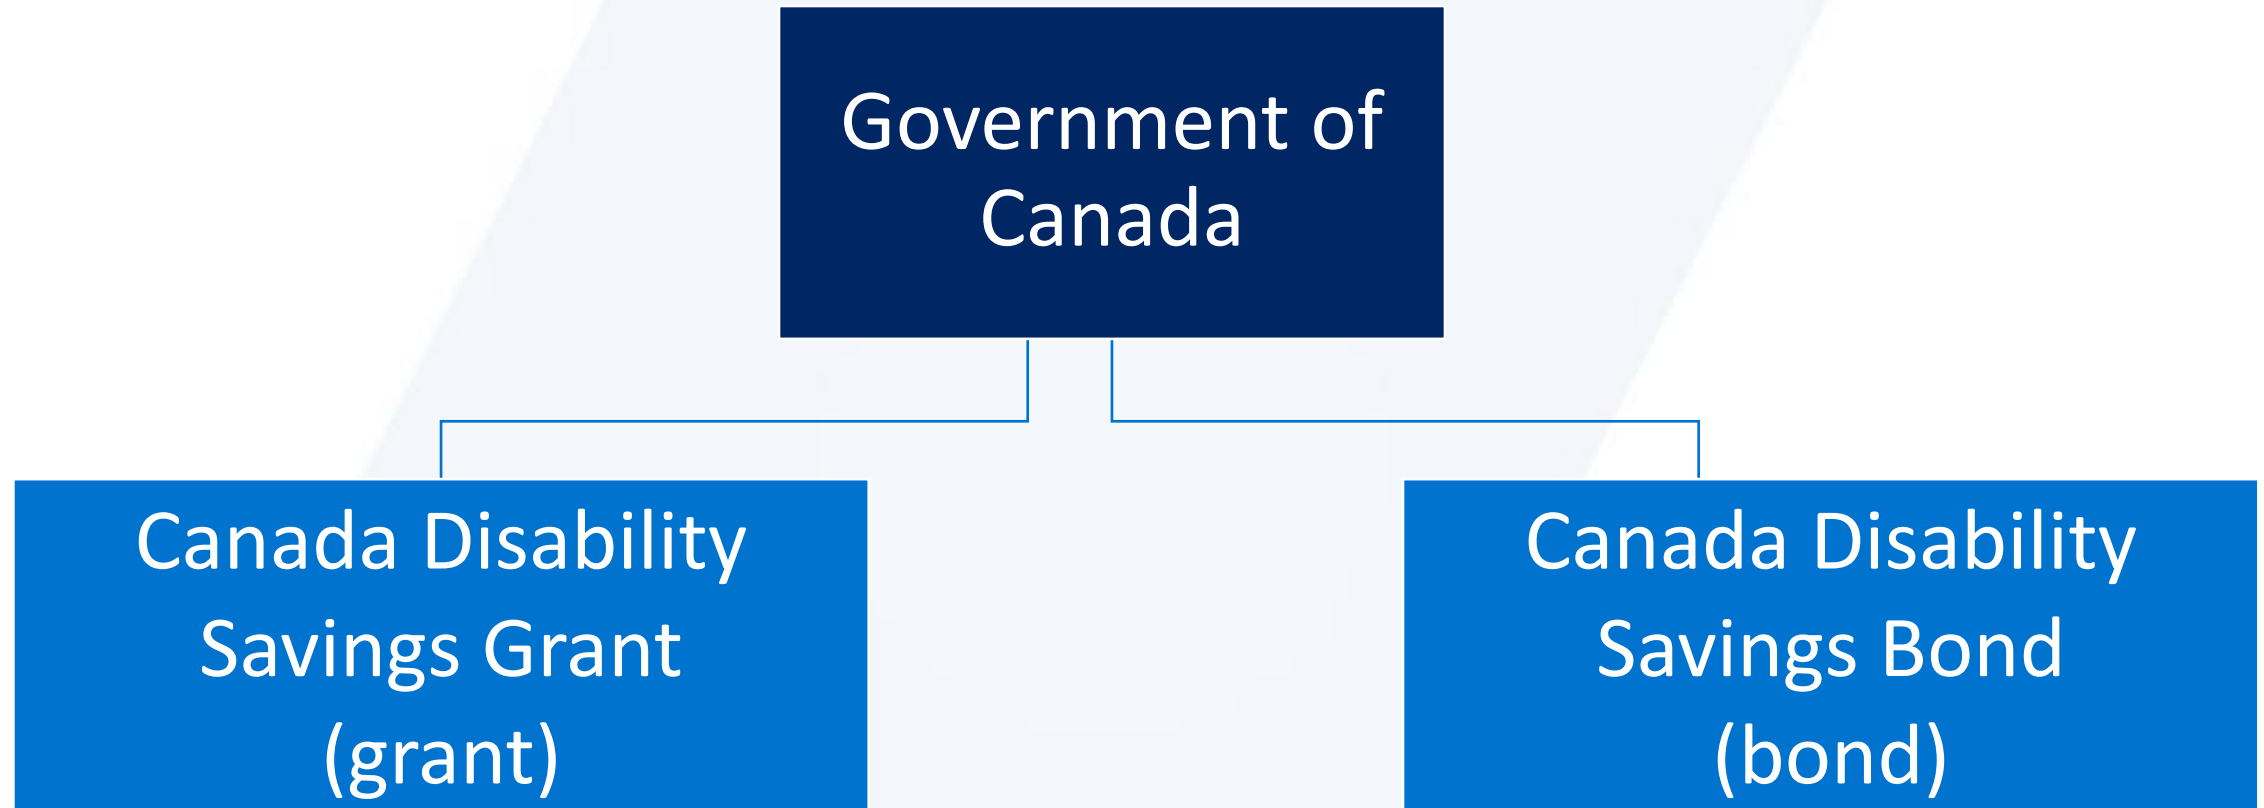 Government of
Canada
Canada Disability
Savings Grant
(grant)
Canada Disability
Savings Bond
(bond)